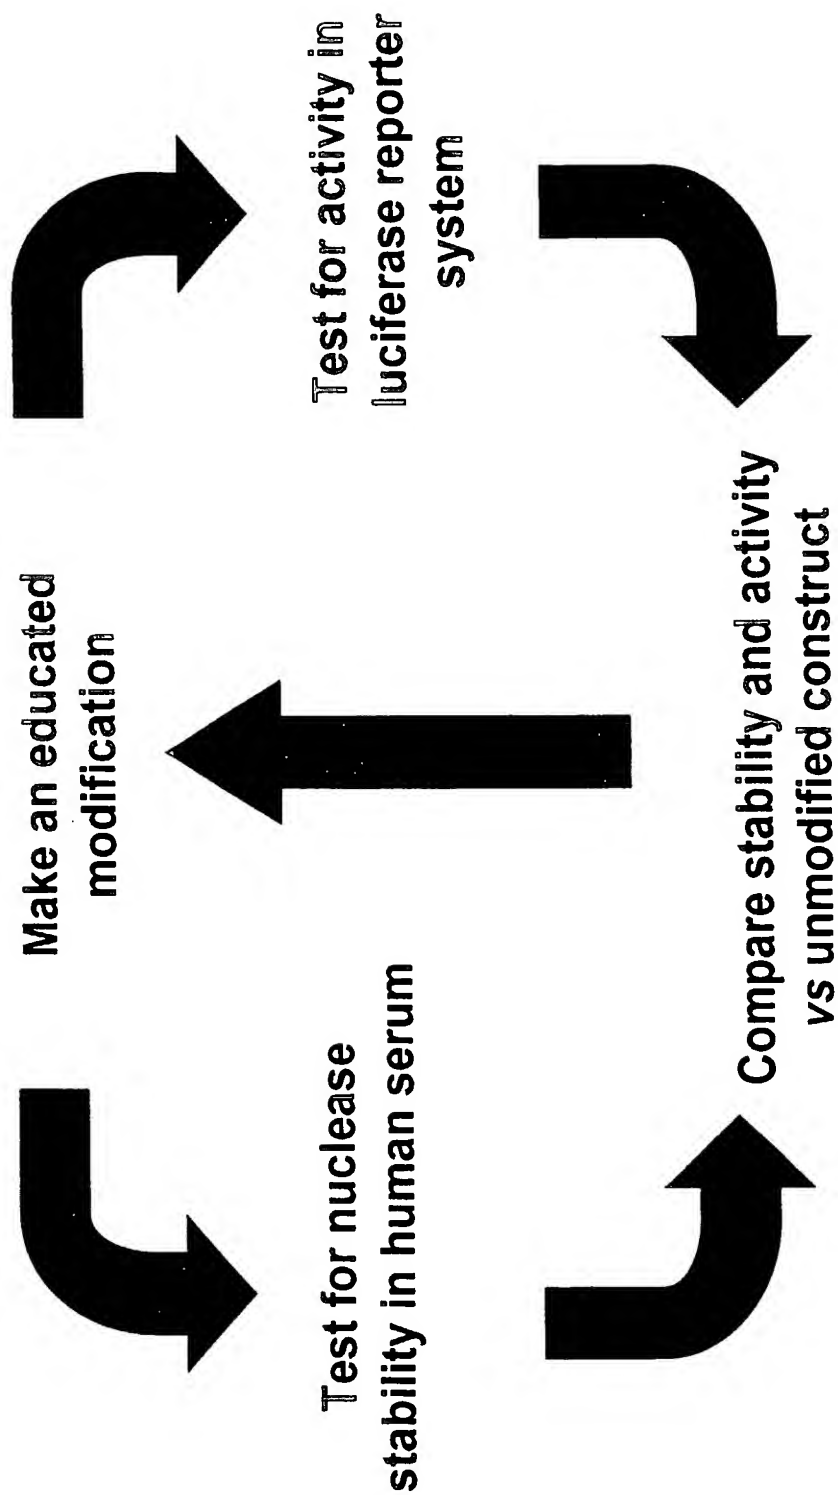 Make an educated
modification
Test for nuclease
stability in human serum
Test for activity in
luciferase reporter
system
Compare stability and activity
vs unmodified construct